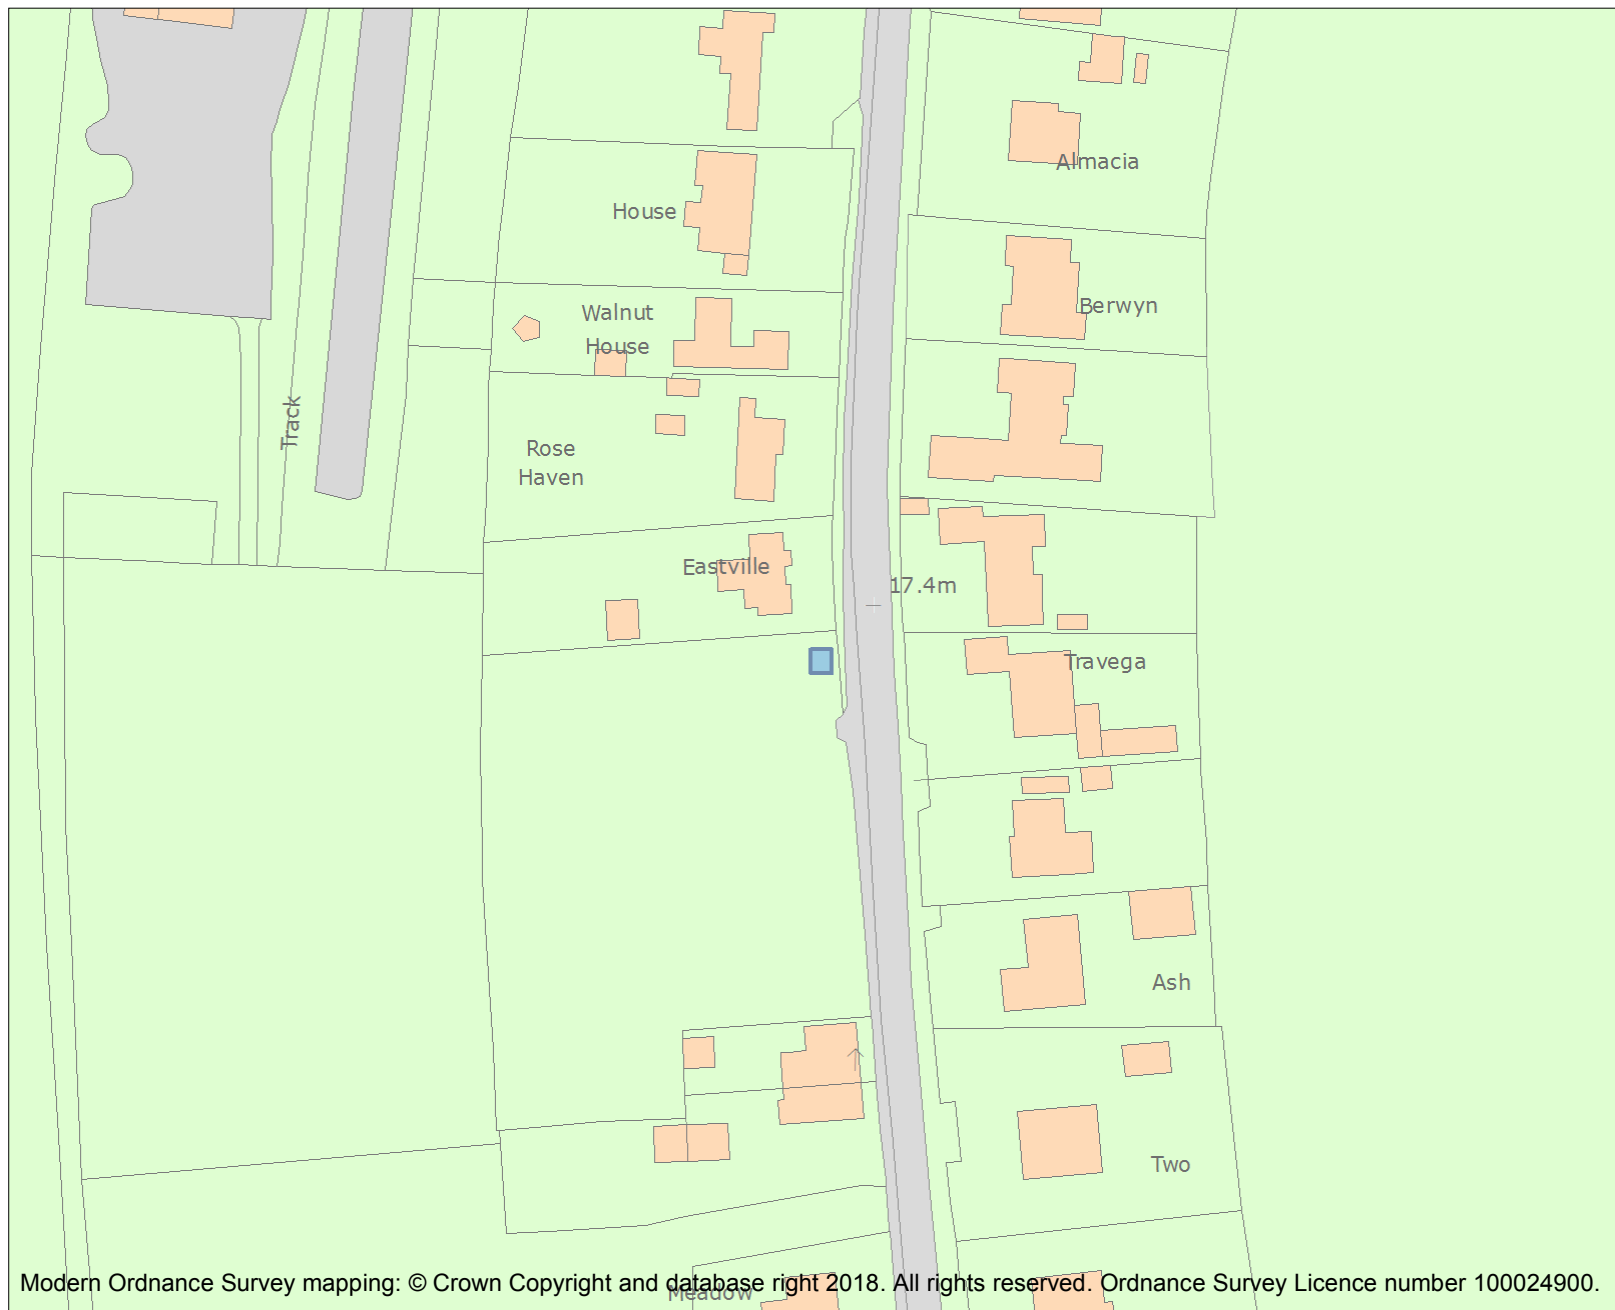 Almacia
House
Walnut
House
Berwyn
Track
Rose
Haven
Eastville
17.4m
Travega
Ash
Two
Modern Ordnance Survey mapping: © Crown Copyright and database right 2018. All rights reserved. Ordnance Survey Licence number 100024900.
Meadow